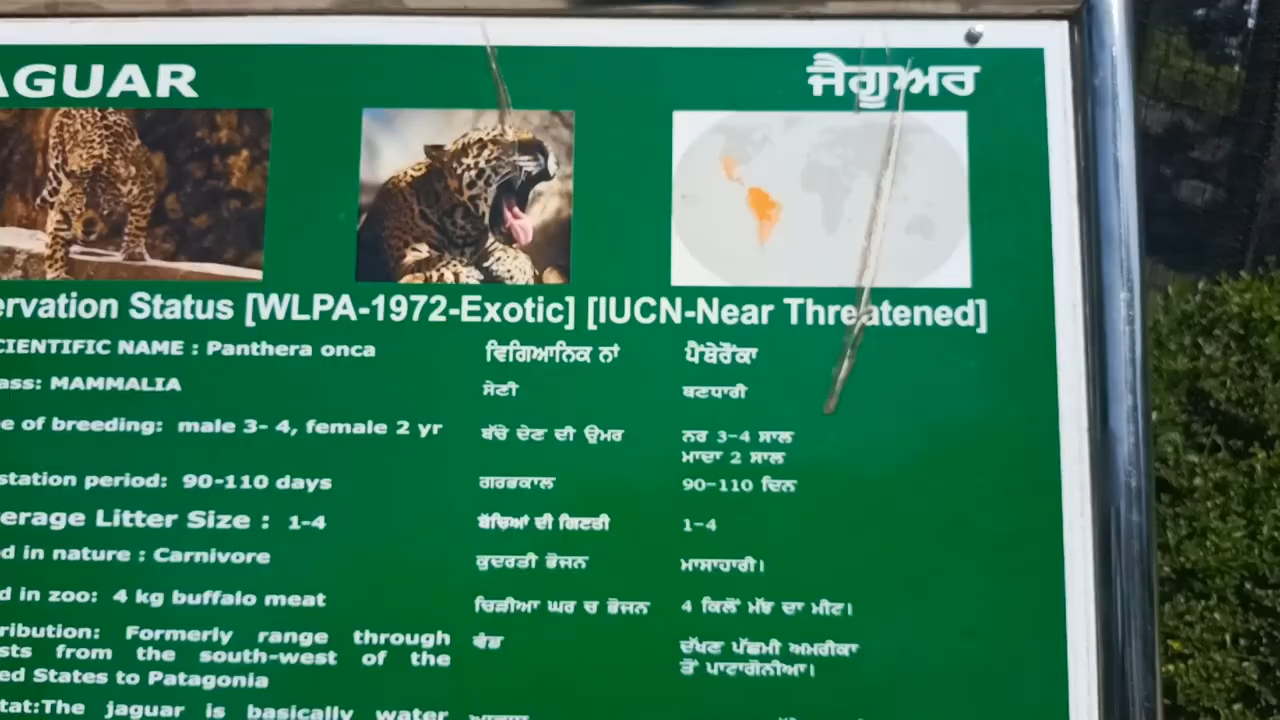 AGUAR ਜੈਗੂਅਰ
ervation Status [WLPA-1972-Exotic] [IUCN-Near Threatened]
CIENTIFIC NAME : Panthera onca ਵਿਗਿਆਨਿਕ ਨਾਂ ਪੈਂਥੇਰੌਂਕਾ
ass: MAMMALIA ਸ਼ੇਣੀ ਥਣਧਾਰੀ
e of breeding: male 3- 4, female 2 yr ਬੱਚੇ ਦੇਣ ਦੀ ਉਮਰ ਨਰ 3-4 ਸਾਲ
ਮਾਦਾ 2 ਸਾਲ
station period: 90-110 days ਗਰਭਕਾਲ 90-110 ਦਿਨ
erage Litter Size : 1-4 ਬੱਚਿਆਂ ਦੀ ਗਿਣਤੀ 1-4
d in nature : Carnivore ਕੁਦਰਤੀ ਭੋਜਨ ਮਾਸਾਹਾਰੀ।
d in zoo: 4 kg buffalo meat ਚਿੜੀਆ ਘਰ ਚ ਭੋਜਨ 4 ਕਿਲੋਂ ਮੱਝ ਦਾ ਮੀਟ।
ribution: Formerly range through ਵੰਡ ਦੱਖਣ ਪੱਛਮੀ ਅਮਰੀਕਾ
sts from the south-west of the ਤੋਂ ਪਾਟਾਗੋਨੀਆ।
ed States to Patagonia
tat:The jaguar is basically water